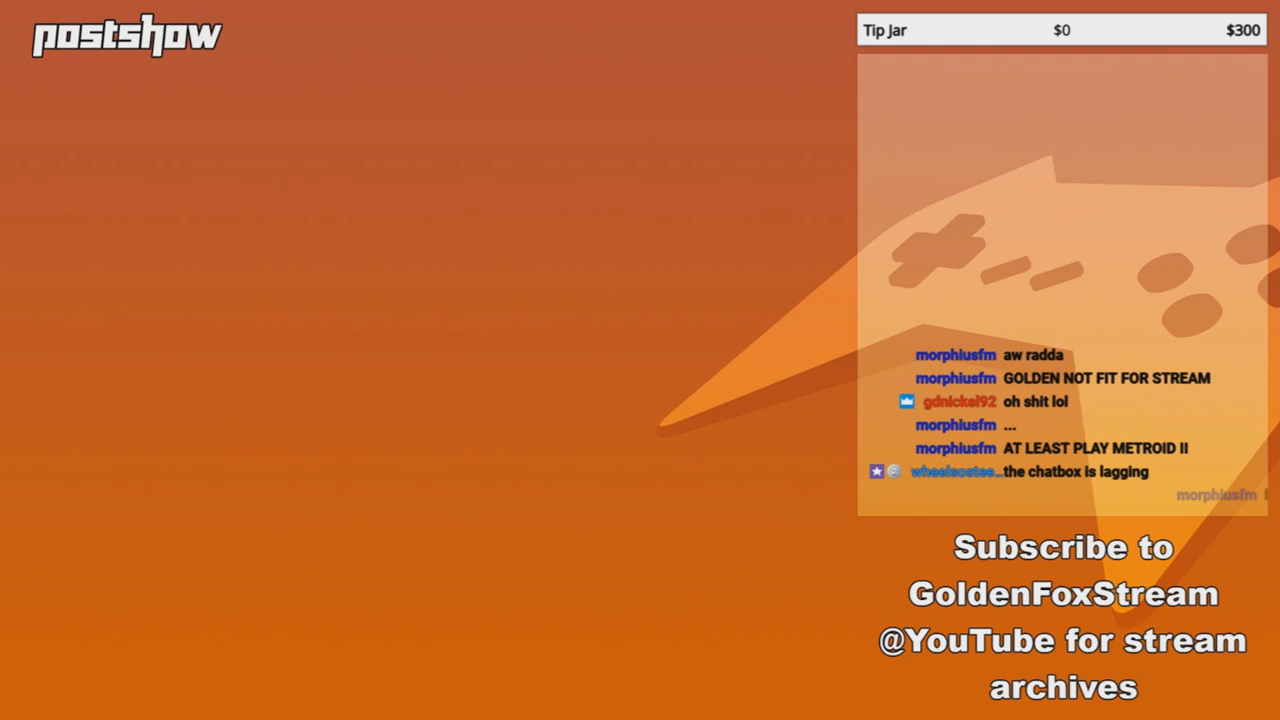 postshow
Tip Jar $0 $300
morphiusfm aw radda
morphiusfm GOLDEN NOT FIT FOR STREAM
gdnickel92 oh shit lol
morphiusfm ...
morphiusfm AT LEAST PLAY METROID II
wheelsostee... the chatbox is lagging
morphiusfm
Subscribe to
GoldenFoxStream
@YouTube for stream
archives